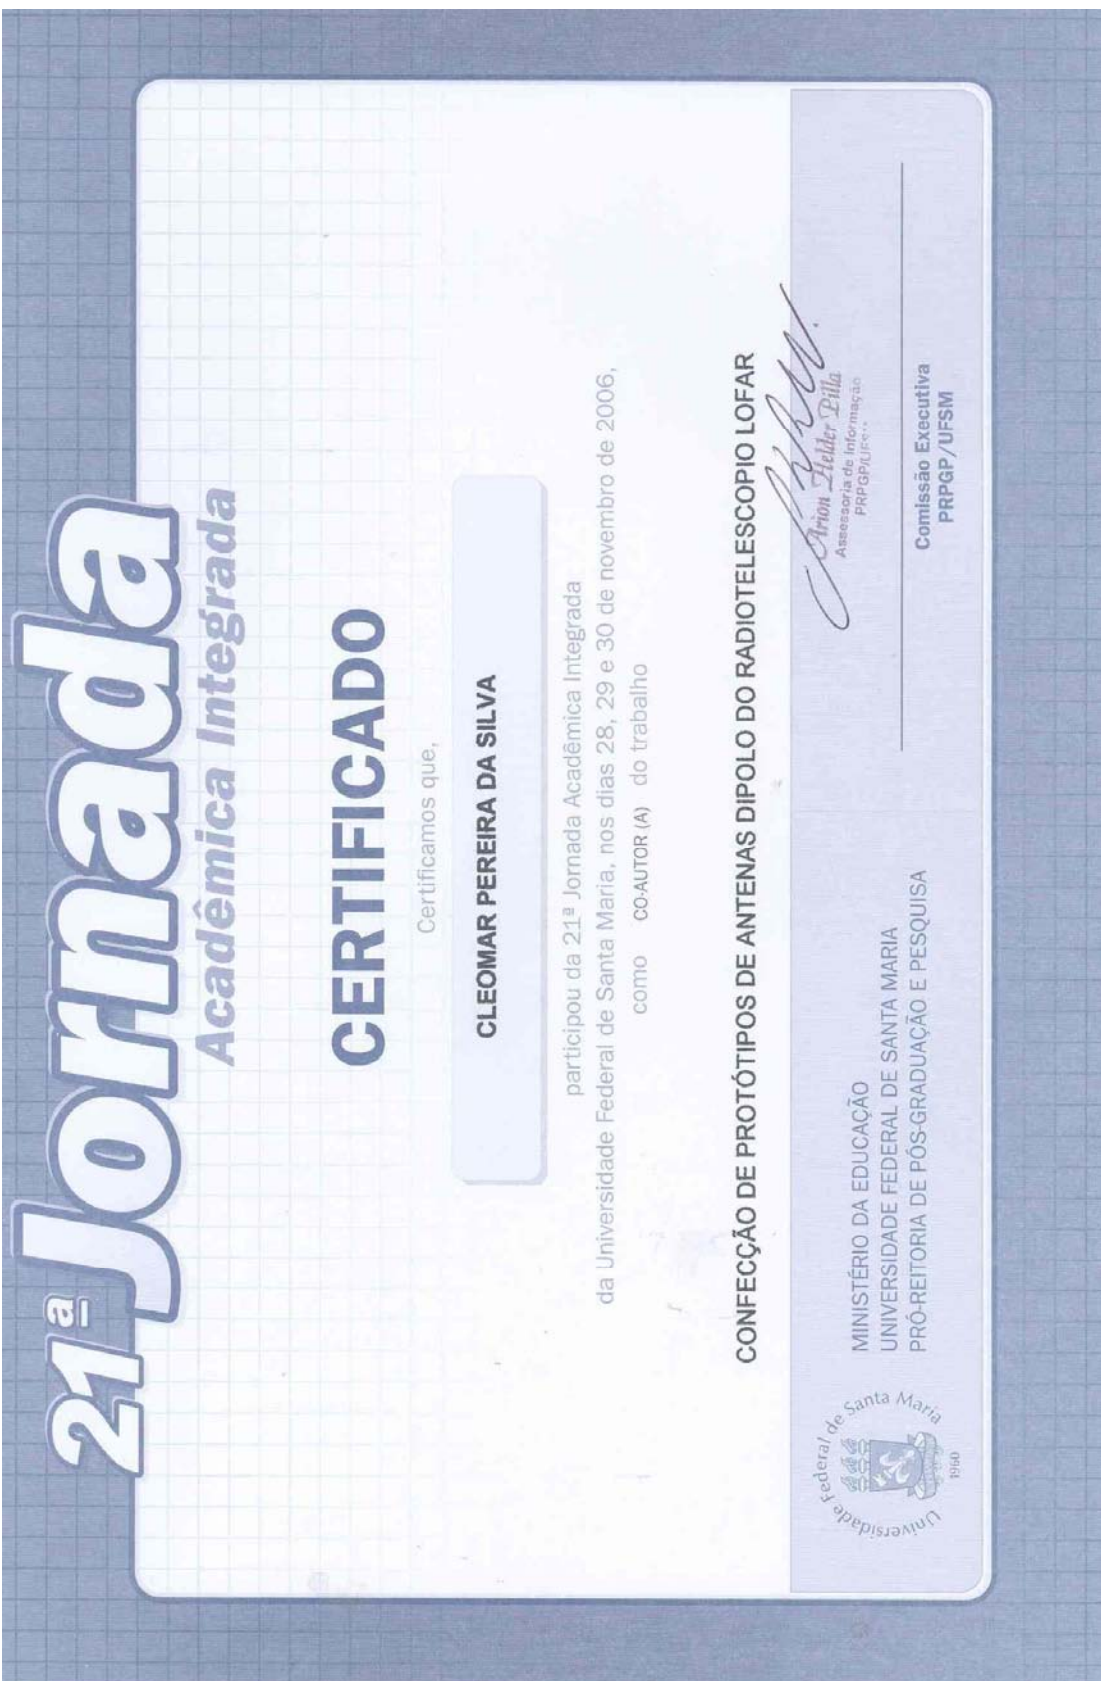 21ª Jornada
Acadêmica Integrada
CERTIFICADO
Certificamos que,
CLEOMAR PEREIRA DA SILVA
participou da 21ª Jornada Acadêmica Integrada
da Universidade Federal de Santa Maria, nos dias 28, 29 e 30 de novembro de 2006,
como CO-AUTOR (A) do trabalho
CONFECÇÃO DE PROTÓTIPOS DE ANTENAS DIPOLO DO RADIOTELESCOPIO LOFAR
Arion Helder Pilla
Assessoria de Informação
PRPGP/UFSM
Universidade Federal de Santa Maria
1960
MINISTÉRIO DA EDUCAÇÃO
UNIVERSIDADE FEDERAL DE SANTA MARIA
PRÓ-REITORIA DE PÓS-GRADUAÇÃO E PESQUISA
Comissão Executiva
PRPGP/UFSM